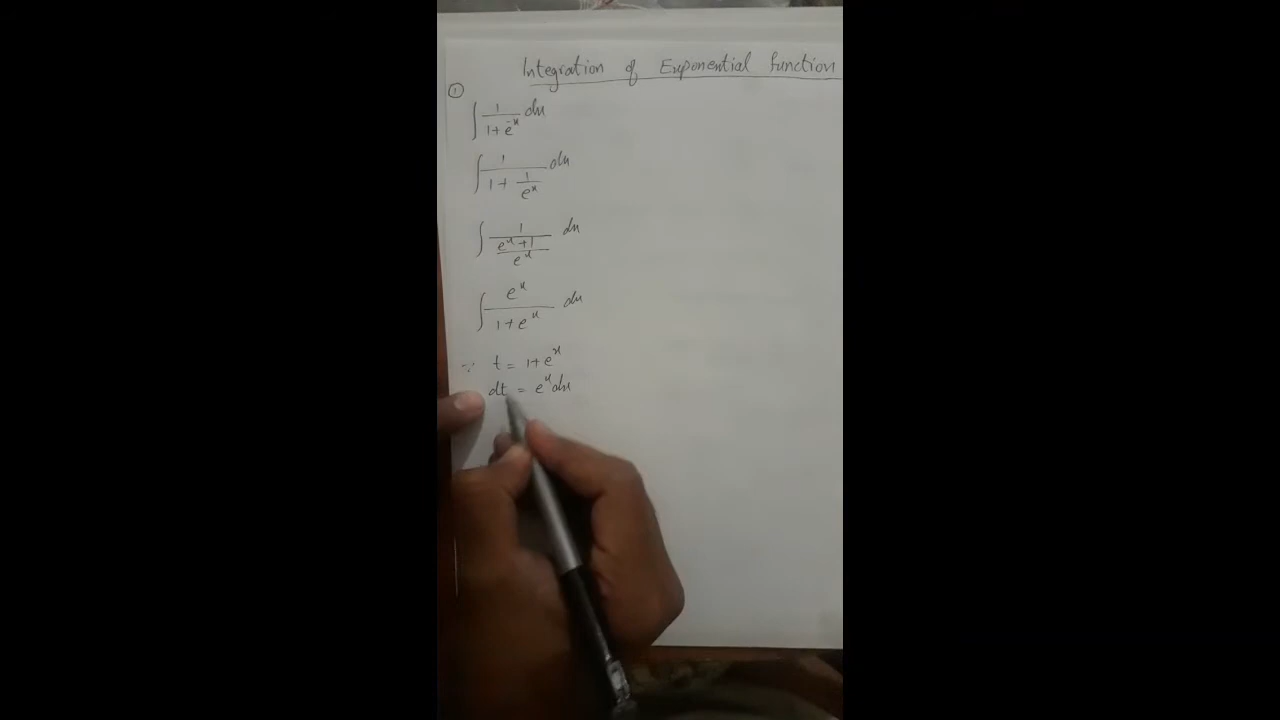 Integration of Exponential function
①
∫ 1/(1+e^-x) dx
∫ 1/(1+ 1/e^x) dx
∫ 1/((e^x+1)/e^x) dx
∫ e^x/(1+e^x) dx
∵ t = 1+e^x
dt = e^x dx